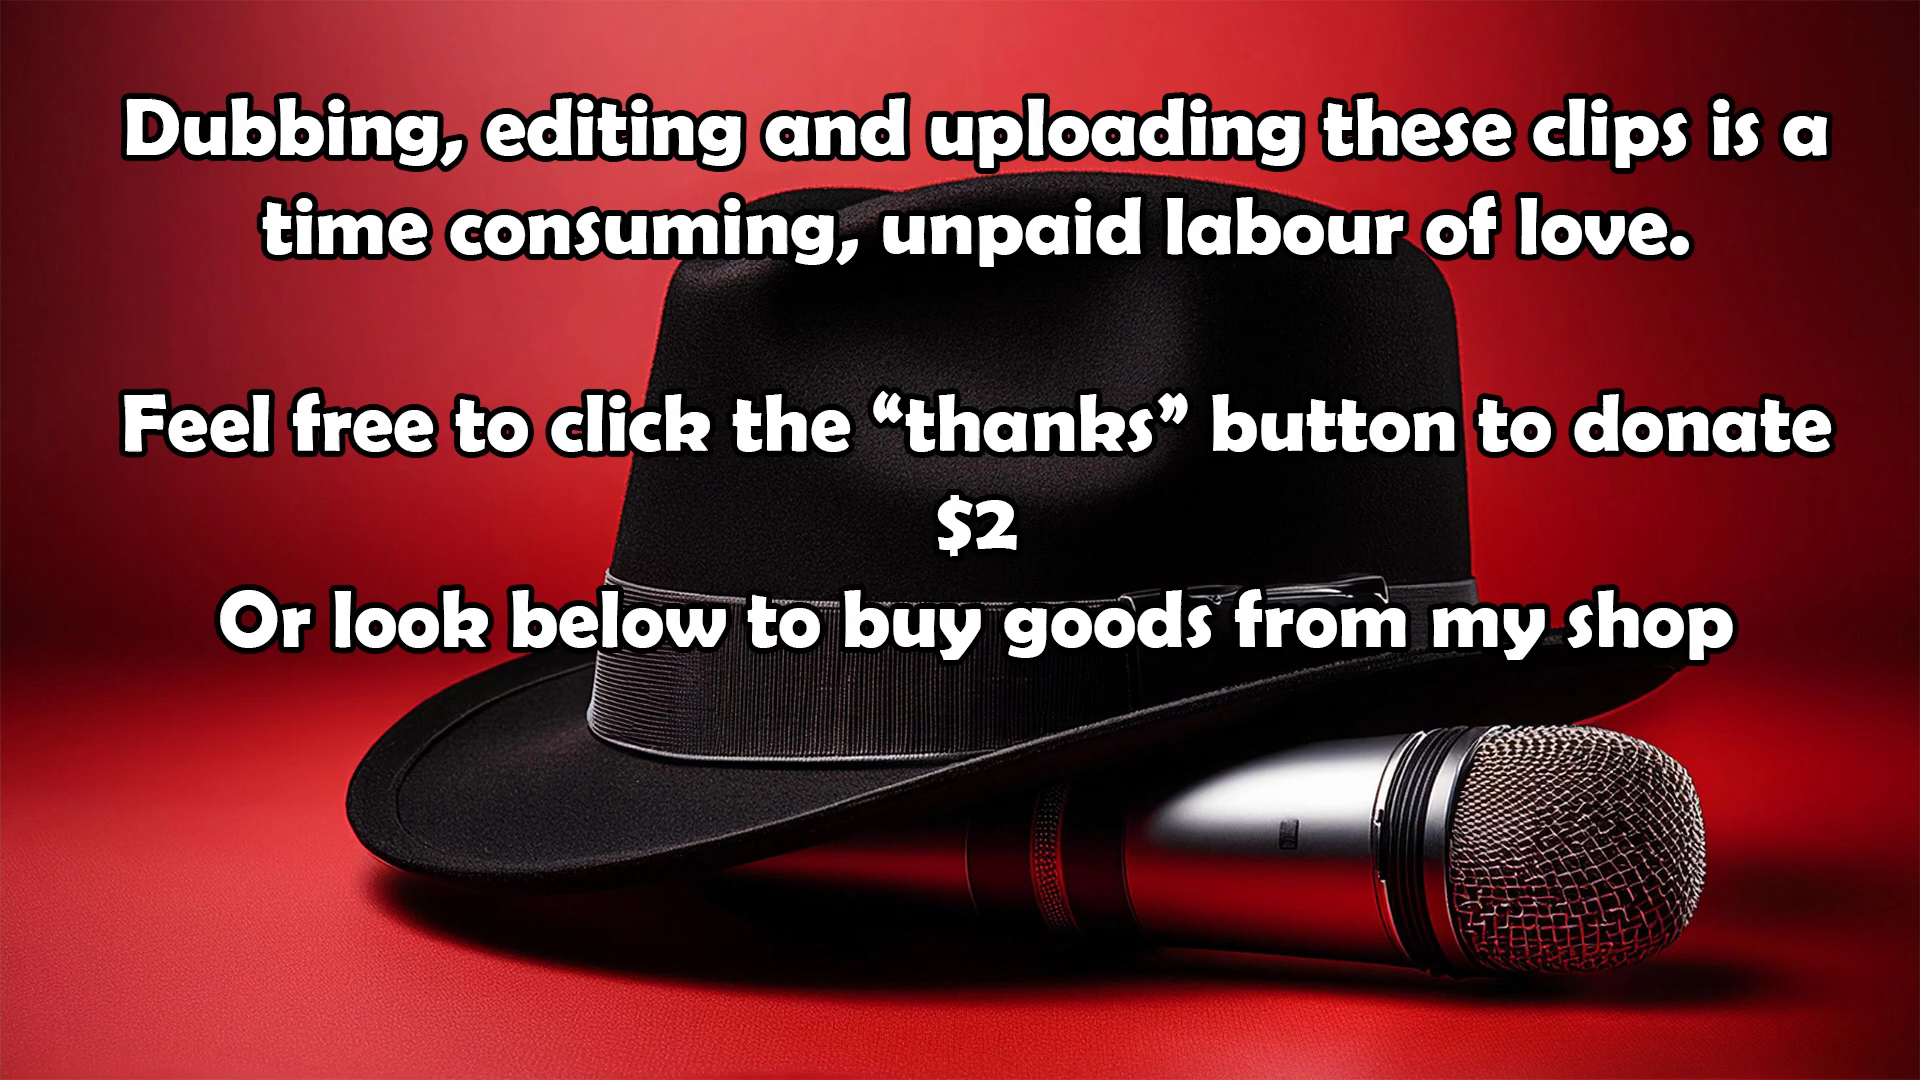 Dubbing, editing and uploading these clips is a
time consuming, unpaid labour of love.
Feel free to click the “thanks” button to donate
$2
Or look below to buy goods from my shop